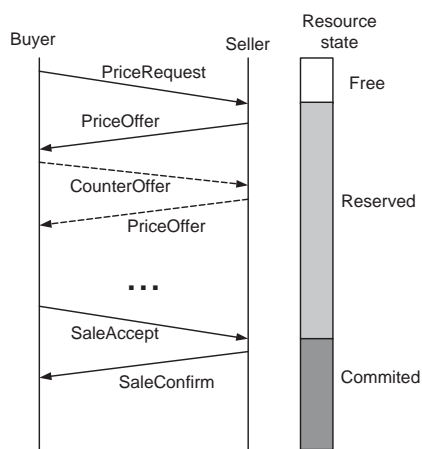 Buyer
Seller
Resource
state
PriceRequest
Free
PriceOffer
CounterOffer
Reserved
PriceOffer
...
SaleAccept
SaleConfirm
Commited